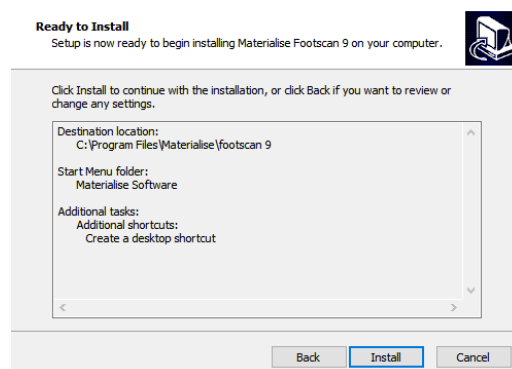 Ready to Install
Setup is now ready to begin installing Materialise Footscan 9 on your computer.
Click Install to continue with the installation, or click Back if you want to review or
change any settings.
Destination location:
C:\Program Files\Materialise\footscan 9
Start Menu folder:
Materialise Software
Additional tasks:
Additional shortcuts:
Create a desktop shortcut
Back Install Cancel